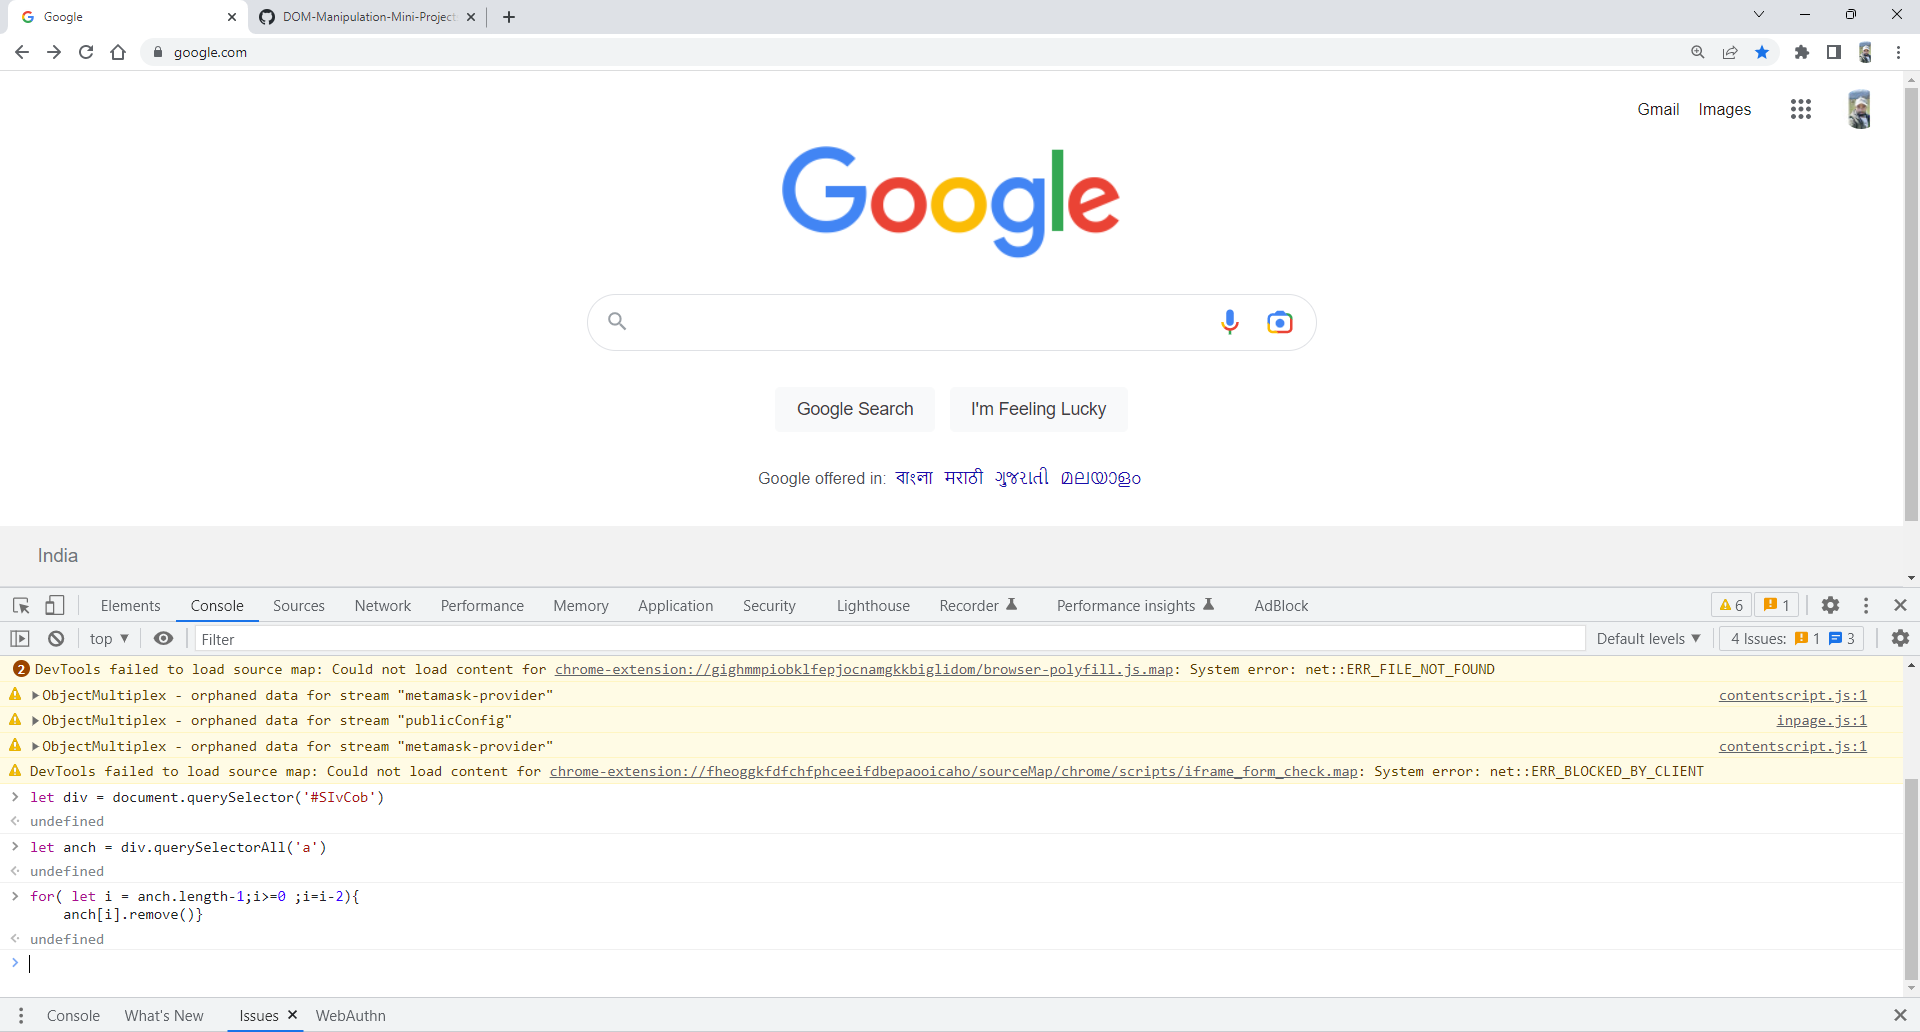 Google
DOM-Manipulation-Mini-Project
google.com
Gmail Images
Google
Google Search I'm Feeling Lucky
Google offered in: বাংলা मराठी ગુજરાતી മലയാളം
India
Elements Console Sources Network Performance Memory Application Security Lighthouse Recorder Performance insights AdBlock 6 1
top Filter Default levels 4 Issues: 1 3
2 DevTools failed to load source map: Could not load content for chrome-extension://gighmmpiobklfepjocnamgkkbiglidom/browser-polyfill.js.map: System error: net::ERR_FILE_NOT_FOUND
ObjectMultiplex - orphaned data for stream "metamask-provider" contentscript.js:1
ObjectMultiplex - orphaned data for stream "publicConfig" inpage.js:1
ObjectMultiplex - orphaned data for stream "metamask-provider" contentscript.js:1
DevTools failed to load source map: Could not load content for chrome-extension://fheoggkfdfchfphceeifdbepaooicaho/sourceMap/chrome/scripts/iframe_form_check.map: System error: net::ERR_BLOCKED_BY_CLIENT
let div = document.querySelector('#SIvCob')
undefined
let anch = div.querySelectorAll('a')
undefined
for( let i = anch.length-1;i>=0 ;i=i-2){
anch[i].remove()}
undefined
Console What's New Issues WebAuthn